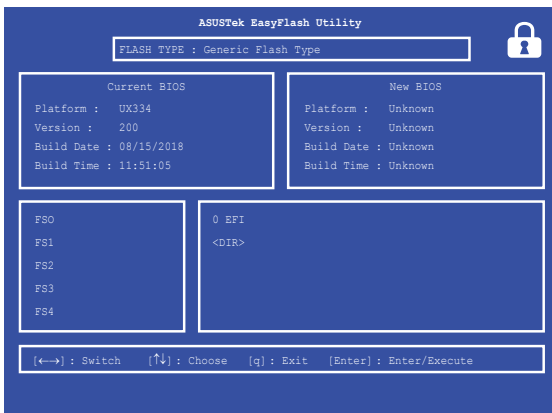 ASUSTek EasyFlash Utility
FLASH TYPE : Generic Flash Type
Current BIOS
Platform : UX334
Version : 200
Build Date : 08/15/2018
Build Time : 11:51:05
New BIOS
Platform : Unknown
Version : Unknown
Build Date : Unknown
Build Time : Unknown
FSO
FS1
FS2
FS3
FS4
0 EFI
<DIR>
[←→] : Switch [↑↓] : Choose [q] : Exit [Enter] : Enter/Execute